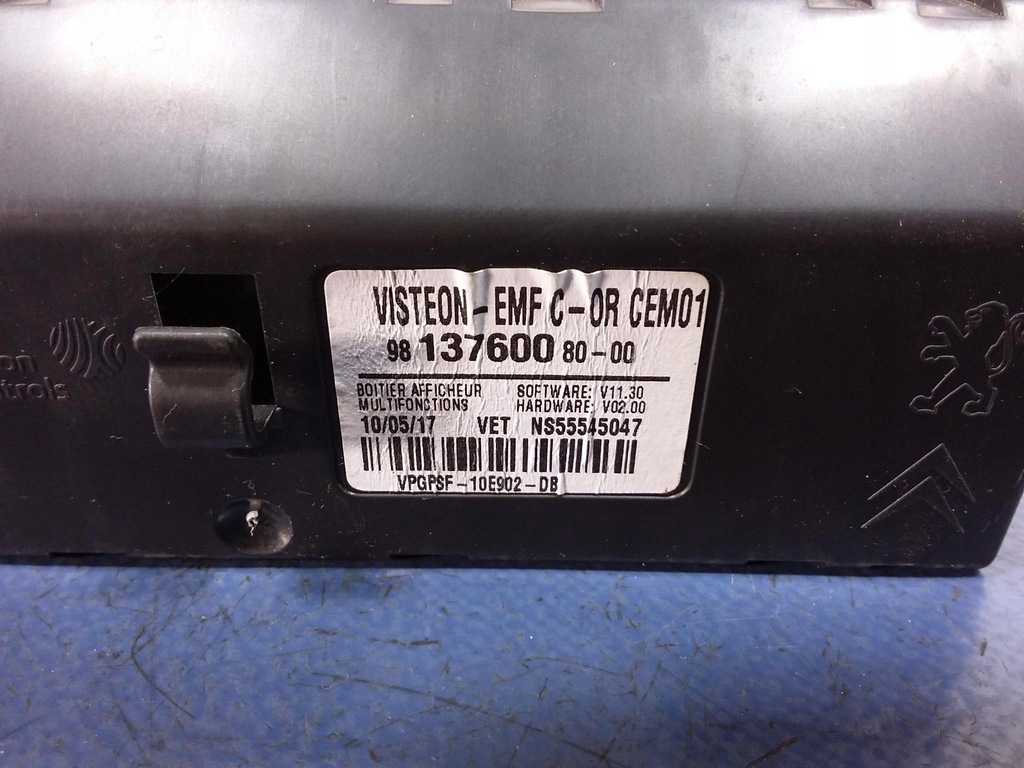 VISTEON-EMF C-OR CEM01
98 137600 80-00
BOITIER AFFICHEUR SOFTWARE: V11.30
MULTIFONCTIONS HARDWARE: V02.00
10/05/17 VET NS55545047
VPGPSF-10E902-DB